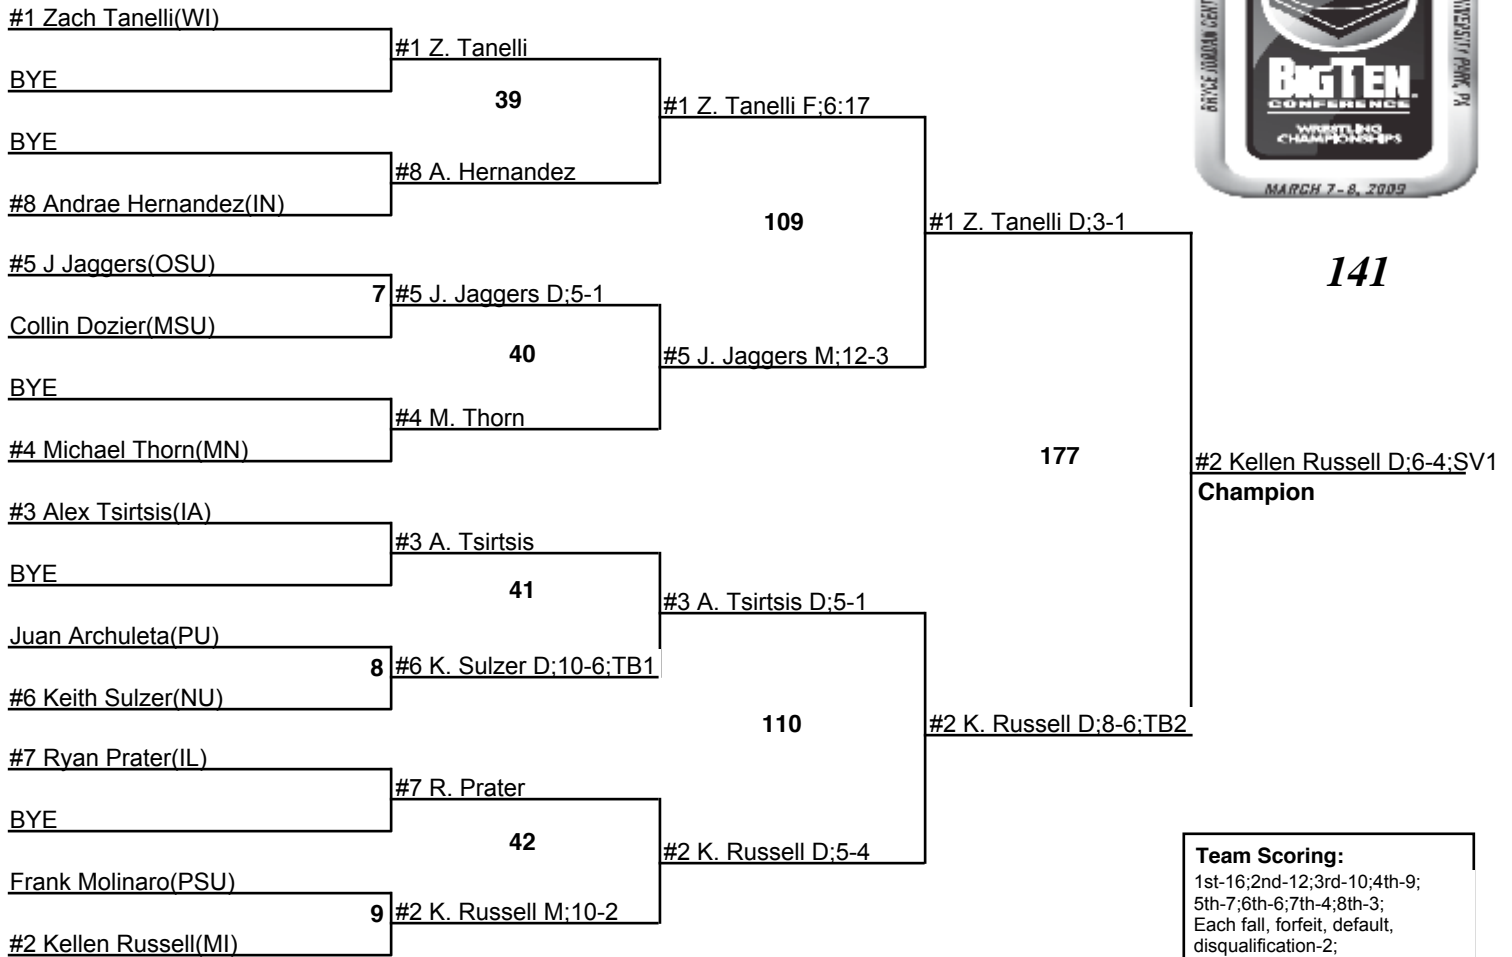 #1 Zach Tanelli(WI)
BYE
BYE
#8 Andrae Hernandez(IN)
#5 J Jaggers(OSU)
Collin Dozier(MSU)
BYE
#4 Michael Thorn(MN)
#3 Alex Tsirtsis(IA)
BYE
Juan Archuleta(PU)
#6 Keith Sulzer(NU)
#7 Ryan Prater(IL)
BYE
Frank Molinaro(PSU)
#2 Kellen Russell(MI)
#1 Z. Tanelli
39
#8 A. Hernandez
7 #5 J. Jaggers D;5-1
40
#4 M. Thorn
#3 A. Tsirtsis
41
8 #6 K. Sulzer D;10-6;TB1
#7 R. Prater
42
9 #2 K. Russell M;10-2
#1 Z. Tanelli F;6:17
109
#5 J. Jaggers M;12-3
#3 A. Tsirtsis D;5-1
110
#2 K. Russell D;5-4
#1 Z. Tanelli D;3-1
177
#2 K. Russell D;8-6;TB2
#2 Kellen Russell D;6-4;SV1
Champion
BRYCE JORDAN CENT
VERSITY PARK, PA
BIGTEN
CONFERENCE
WRESTLING
CHAMPIONSHIPS
MARCH 7-8, 2009
141
Team Scoring:
1st-16;2nd-12;3rd-10;4th-9;
5th-7;6th-6;7th-4;8th-3;
Each fall, forfeit, default,
disqualification-2;